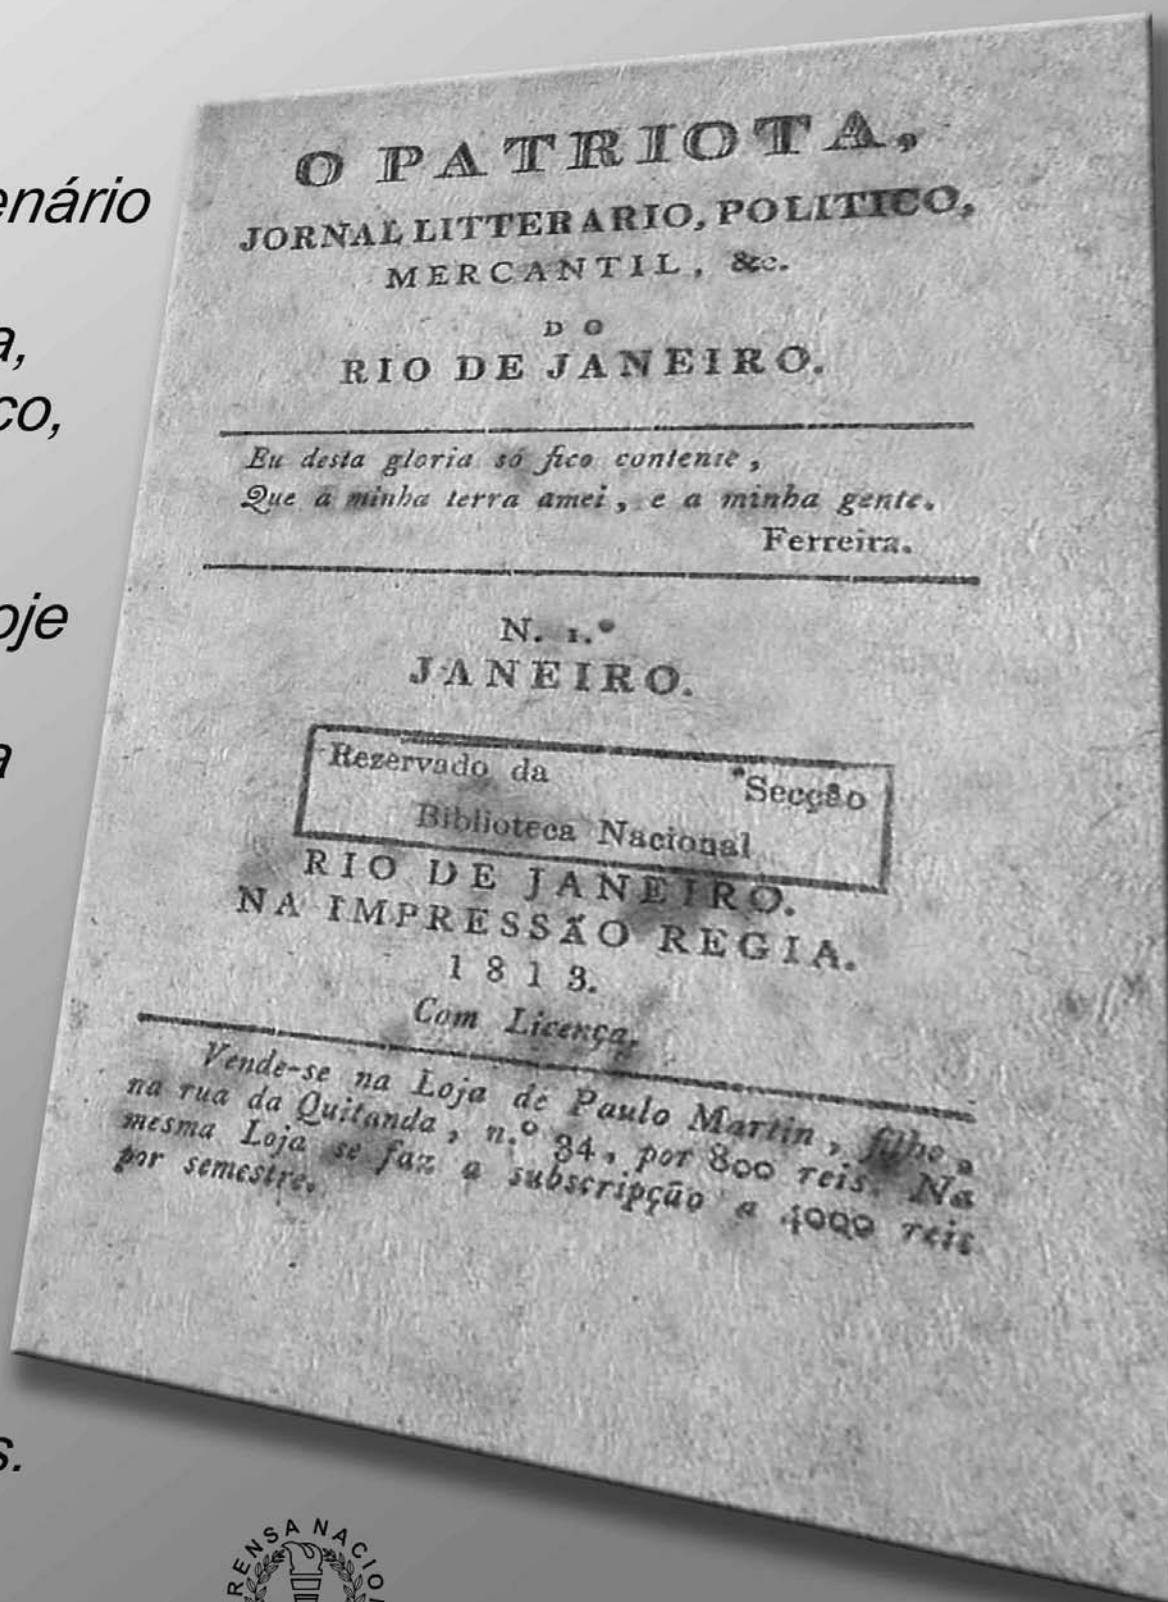 enário
a,
co,
oje
a
s.
O PATRIOTA,
JORNAL LITTERARIO, POLITICO,
MERCANTIL, &c.
DO
RIO DE JANEIRO.
Eu desta gloria só fico contente,
Que a minha terra amei, e a minha gente.
Ferreira.
N. 1.º
JANEIRO.
Rezervado da Secção
Biblioteca Nacional
RIO DE JANEIRO.
NA IMPRESSÃO REGIA.
1813.
Com Licença.
Vende-se na Loja de Paulo Martin, filho,
na rua da Quitanda, n.º 34, por 800 reis. Na
mesma Loja se faz a subscripção a 4000 reis
por semestre.
RENSA NACIO